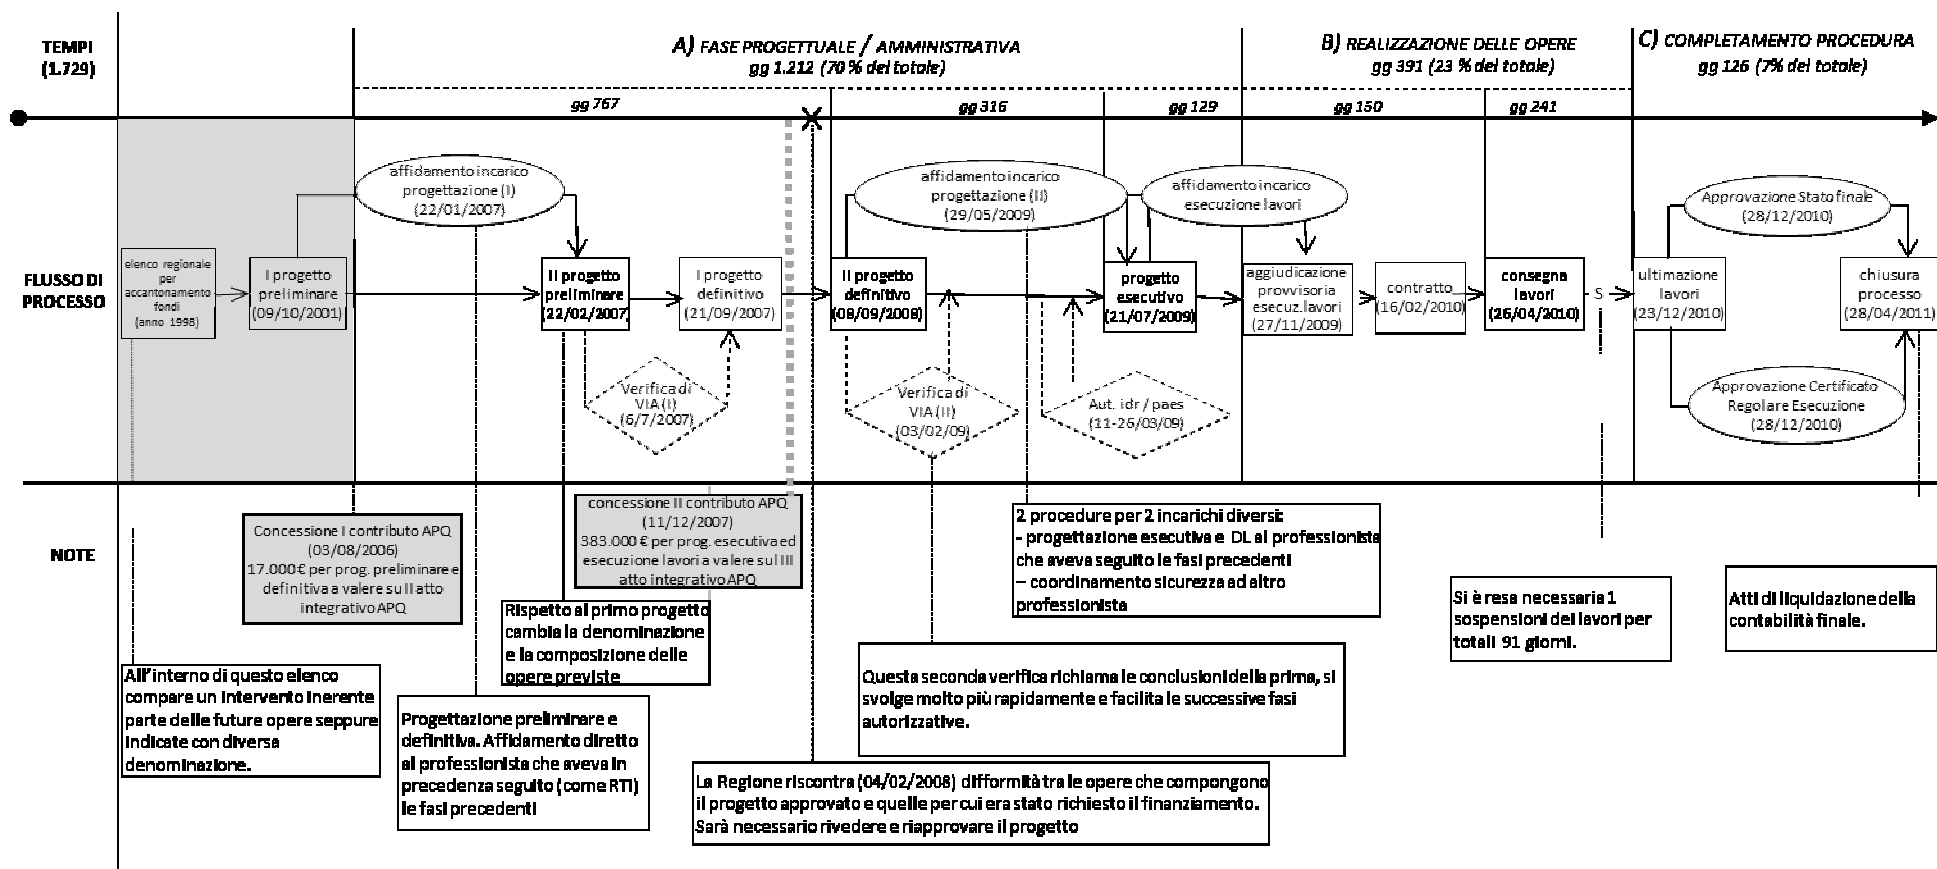 TEMPI
(1.729)
A) FASE PROGETTUALE / AMMINISTRATIVA
gg 1.212 (70 % del totale)
B) REALIZZAZIONE DELLE OPERE
gg 391 (23 % del totale)
C) COMPLETAMENTO PROCEDURA
gg 126 (7% del totale)
gg 767
gg 316
gg 129
gg 150
gg 241
FLUSSO DI
PROCESSO
elenco regionale
per
accantonamento
fondi
(anno 1998)
I progetto
preliminare
(09/10/2001)
affidamento incarico
progettazione (I)
(22/01/2007)
II progetto
preliminare
(22/02/2007)
I progetto
definitivo
(21/09/2007)
Verifica di
VIA (I)
(6/7/2007)
II progetto
definitivo
(08/09/2008)
affidamento incarico
progettazione (II)
(29/05/2009)
Verifica di
VIA (II)
(03/02/09)
Aut. idr / paes
(11-26/03/09)
progetto
esecutivo
(21/07/2009)
affidamento incarico
esecuzione lavori
aggiudicazione
provvisoria
esecuz.lavori
(27/11/2009)
contratto
(16/02/2010)
consegna
lavori
(26/04/2010)
S
ultimazione
lavori
(23/12/2010)
Approvazione Stato finale
(28/12/2010)
Approvazione Certificato
Regolare Esecuzione
(28/12/2010)
chiusura
processo
(28/04/2011)
NOTE
All'interno di questo elenco
compare un intervento inerente
parte delle future opere seppure
indicate con diversa
denominazione.
Concessione I contributo APQ
(03/08/2006)
17.000 € per prog. preliminare e
definitiva a valere su II atto
integrativo APQ
Progettazione preliminare e
definitiva. Affidamento diretto
al professionista che aveva in
precedenza seguito (come RTI)
le fasi precedenti
Rispetto al primo progetto
cambia la denominazione
e la composizione delle
opere previste
concessione II contributo APQ
(11/12/2007)
383.000 € per prog. esecutiva ed
esecuzione lavori a valere sul III
atto integrativo APQ
La Regione riscontra (04/02/2008) difformità tra le opere che compongono
il progetto approvato e quelle per cui era stato richiesto il finanziamento.
Sarà necessario rivedere e riapprovare il progetto
Questa seconda verifica richiama le conclusioni della prima, si
svolge molto più rapidamente e facilita le successive fasi
autorizzative.
2 procedure per 2 incarichi diversi:
- progettazione esecutiva e DL al professionista
che aveva seguito le fasi precedenti
– coordinamento sicurezza ad altro
professionista
Si è resa necessaria 1
sospensioni dei lavori per
totali 91 giorni.
Atti di liquidazione della
contabilità finale.